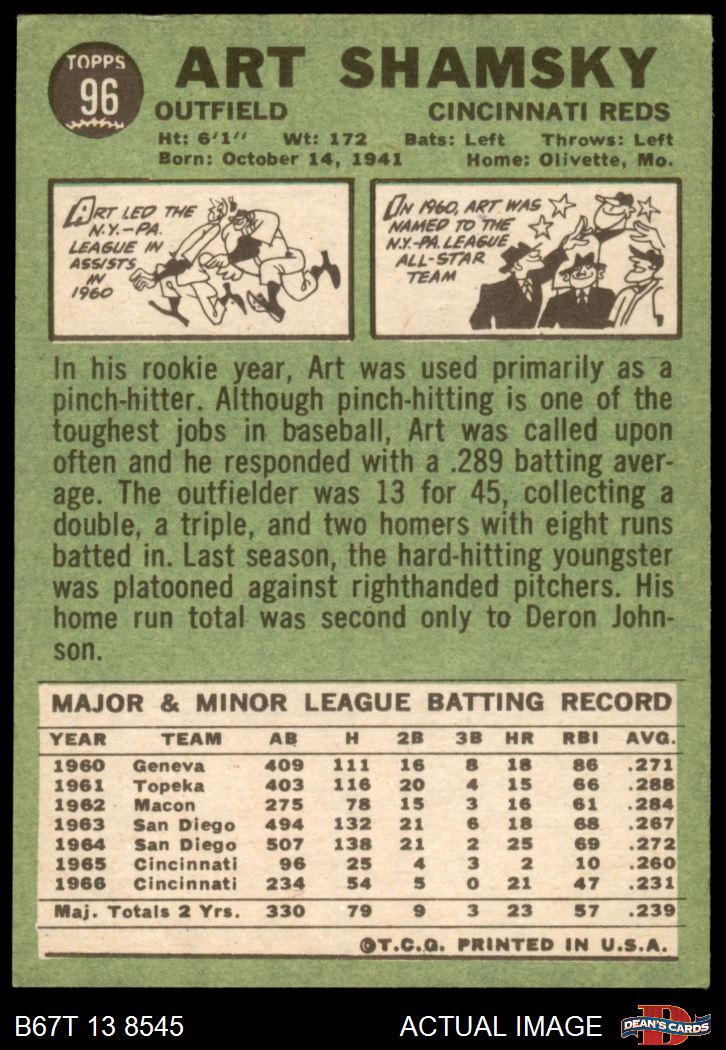 TOPPS
96
ART SHAMSKY
OUTFIELD CINCINNATI REDS
Ht: 6'1" Wt: 172 Bats: Left Throws: Left
Born: October 14, 1941 Home: Olivette, Mo.
ART LED THE
N.Y.-PA.
LEAGUE IN
ASSISTS
IN
1960
IN 1960, ART WAS
NAMED TO THE
N.Y.-PA. LEAGUE
ALL-STAR
TEAM
In his rookie year, Art was used primarily as a
pinch-hitter. Although pinch-hitting is one of the
toughest jobs in baseball, Art was called upon
often and he responded with a .289 batting aver-
age. The outfielder was 13 for 45, collecting a
double, a triple, and two homers with eight runs
batted in. Last season, the hard-hitting youngster
was platooned against righthanded pitchers. His
home run total was second only to Deron John-
son.
MAJOR & MINOR LEAGUE BATTING RECORD
YEAR TEAM AB H 2B 3B HR RBI AVG.
1960 Geneva 409 111 16 8 18 86 .271
1961 Topeka 403 116 20 4 15 66 .288
1962 Macon 275 78 15 3 16 61 .284
1963 San Diego 494 132 21 6 18 68 .267
1964 San Diego 507 138 21 2 25 69 .272
1965 Cincinnati 96 25 4 3 2 10 .260
1966 Cincinnati 234 54 5 0 21 47 .231
Maj. Totals 2 Yrs. 330 79 9 3 23 57 .239
©T.C.G. PRINTED IN U.S.A.
B67T 13 8545 ACTUAL IMAGE
D
DEAN'S CARDS